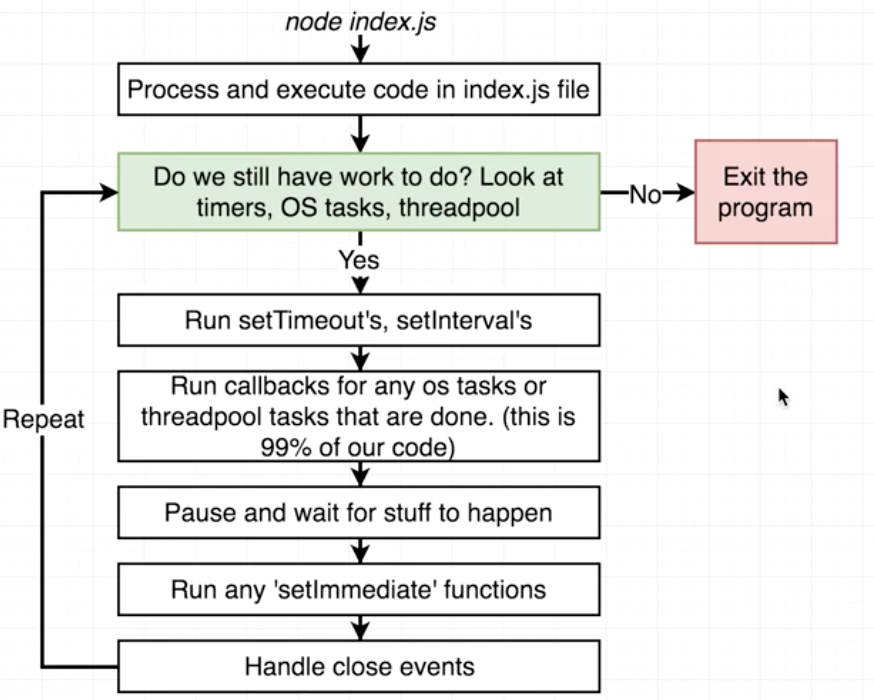 node index.js
Process and execute code in index.js file
Do we still have work to do? Look at
timers, OS tasks, threadpool
No
Exit the
program
Yes
Run setTimeout's, setInterval's
Run callbacks for any os tasks or
threadpool tasks that are done. (this is
99% of our code)
Repeat
Pause and wait for stuff to happen
Run any 'setImmediate' functions
Handle close events